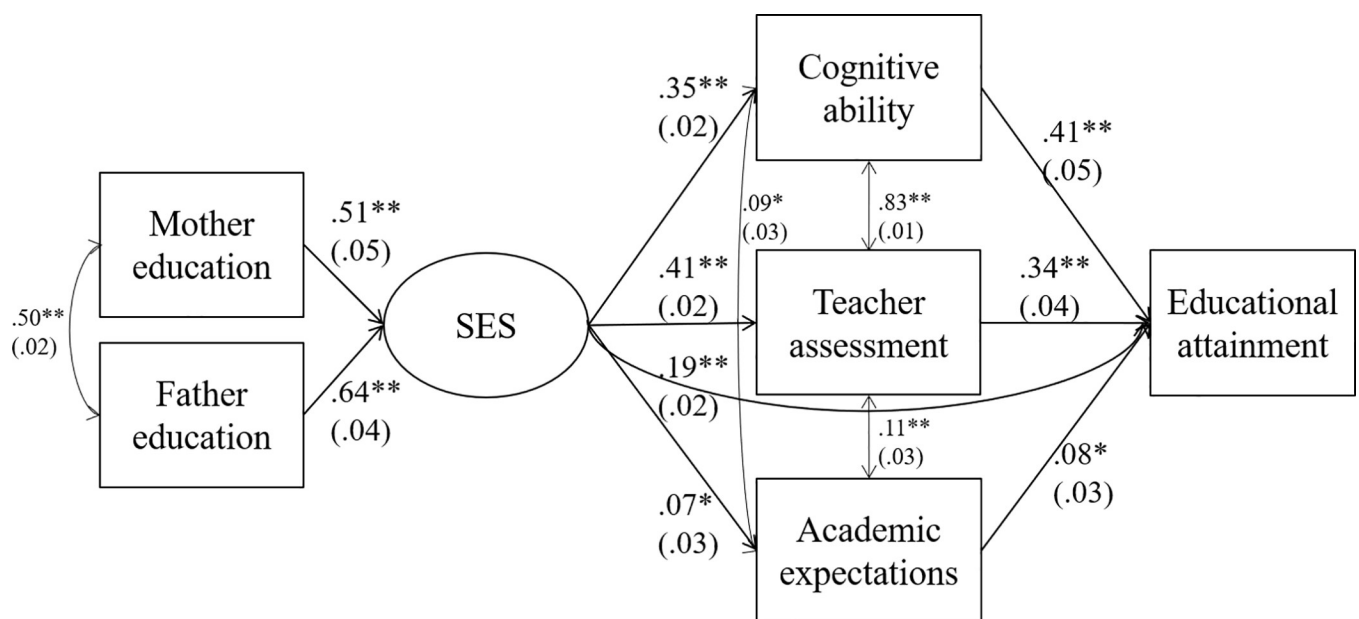 Mother
education
.50**
(.02)
Father
education
.51**
(.05)
.64**
(.04)
SES
.35**
(.02)
.41**
(.02)
.19**
(.02)
.07*
(.03)
.09*
(.03)
Cognitive
ability
.83**
(.01)
Teacher
assessment
.11**
(.03)
Academic
expectations
.41**
(.05)
.34**
(.04)
.08*
(.03)
Educational
attainment